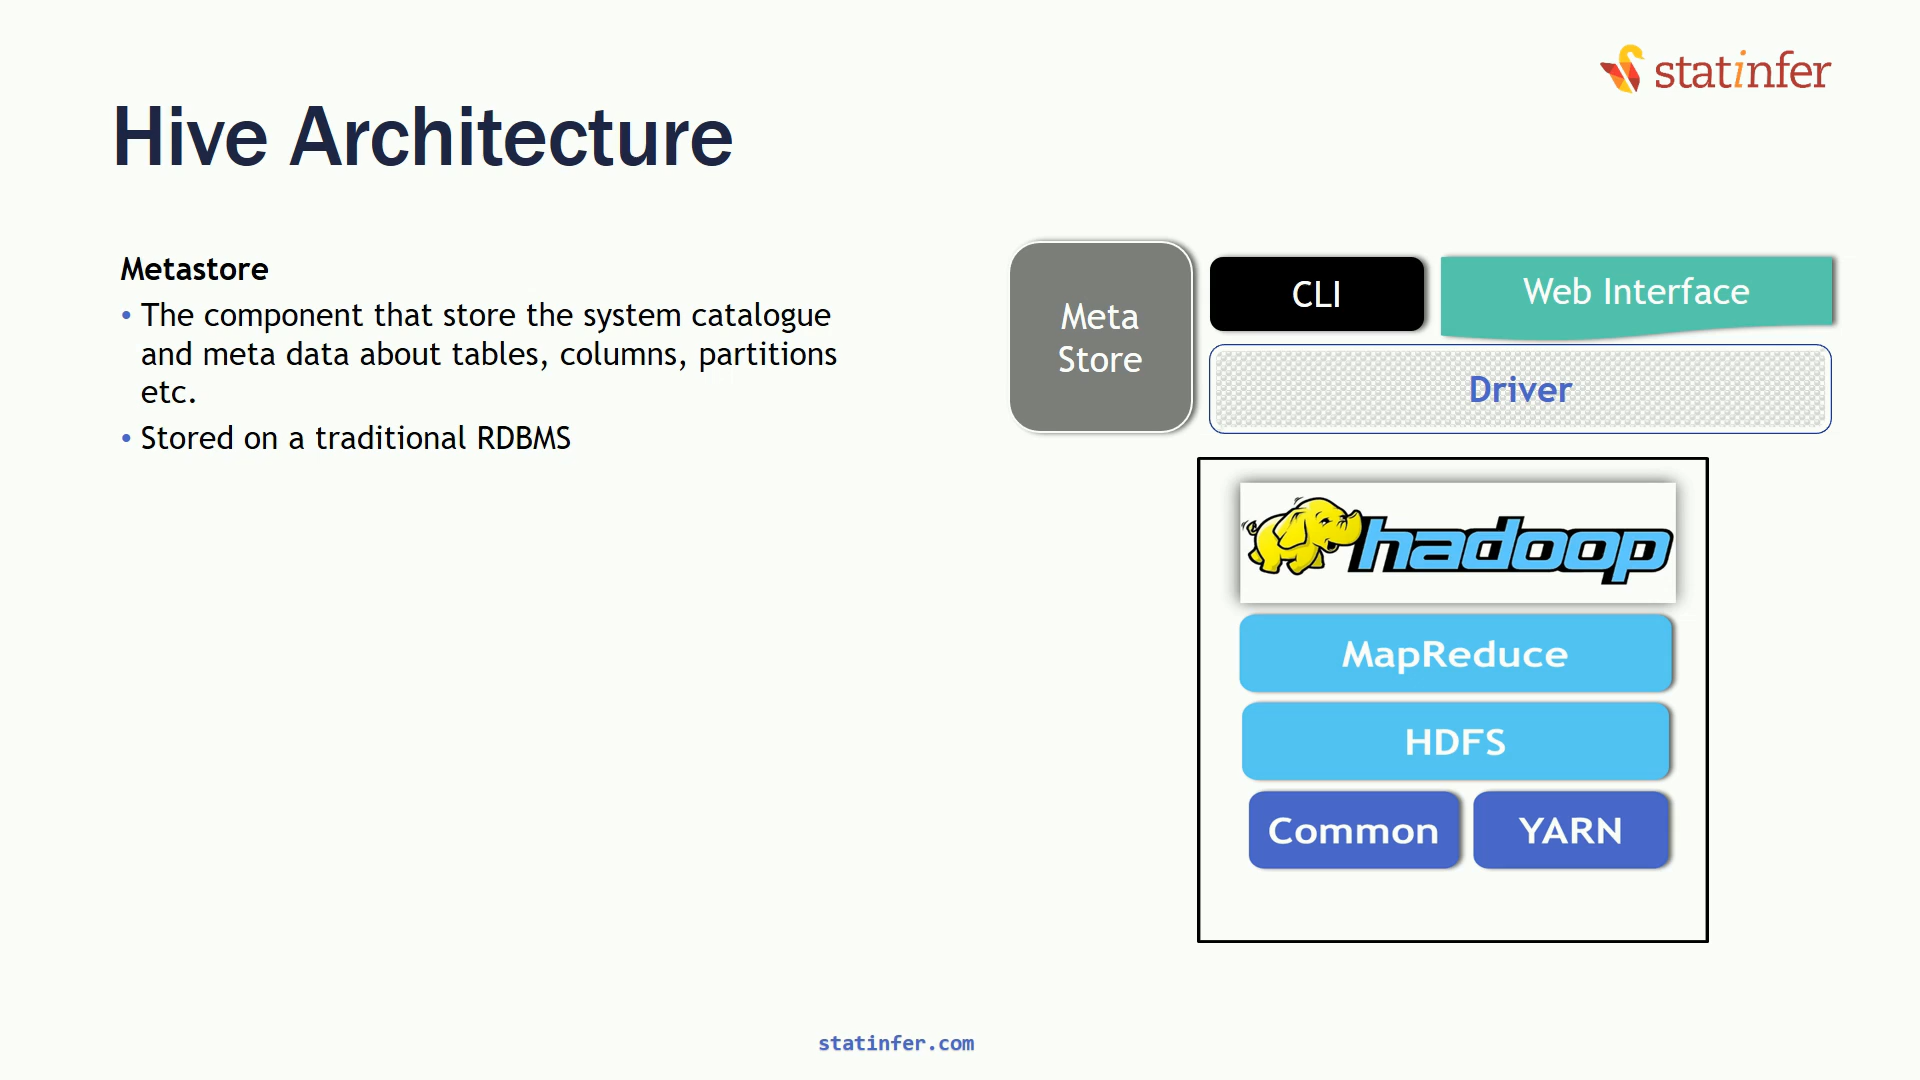 statinfer
Hive Architecture
Metastore
• The component that store the system catalogue
and meta data about tables, columns, partitions
etc.
• Stored on a traditional RDBMS
Meta
Store
CLI
Web Interface
Driver
hadoop
MapReduce
HDFS
Common
YARN
statinfer.com